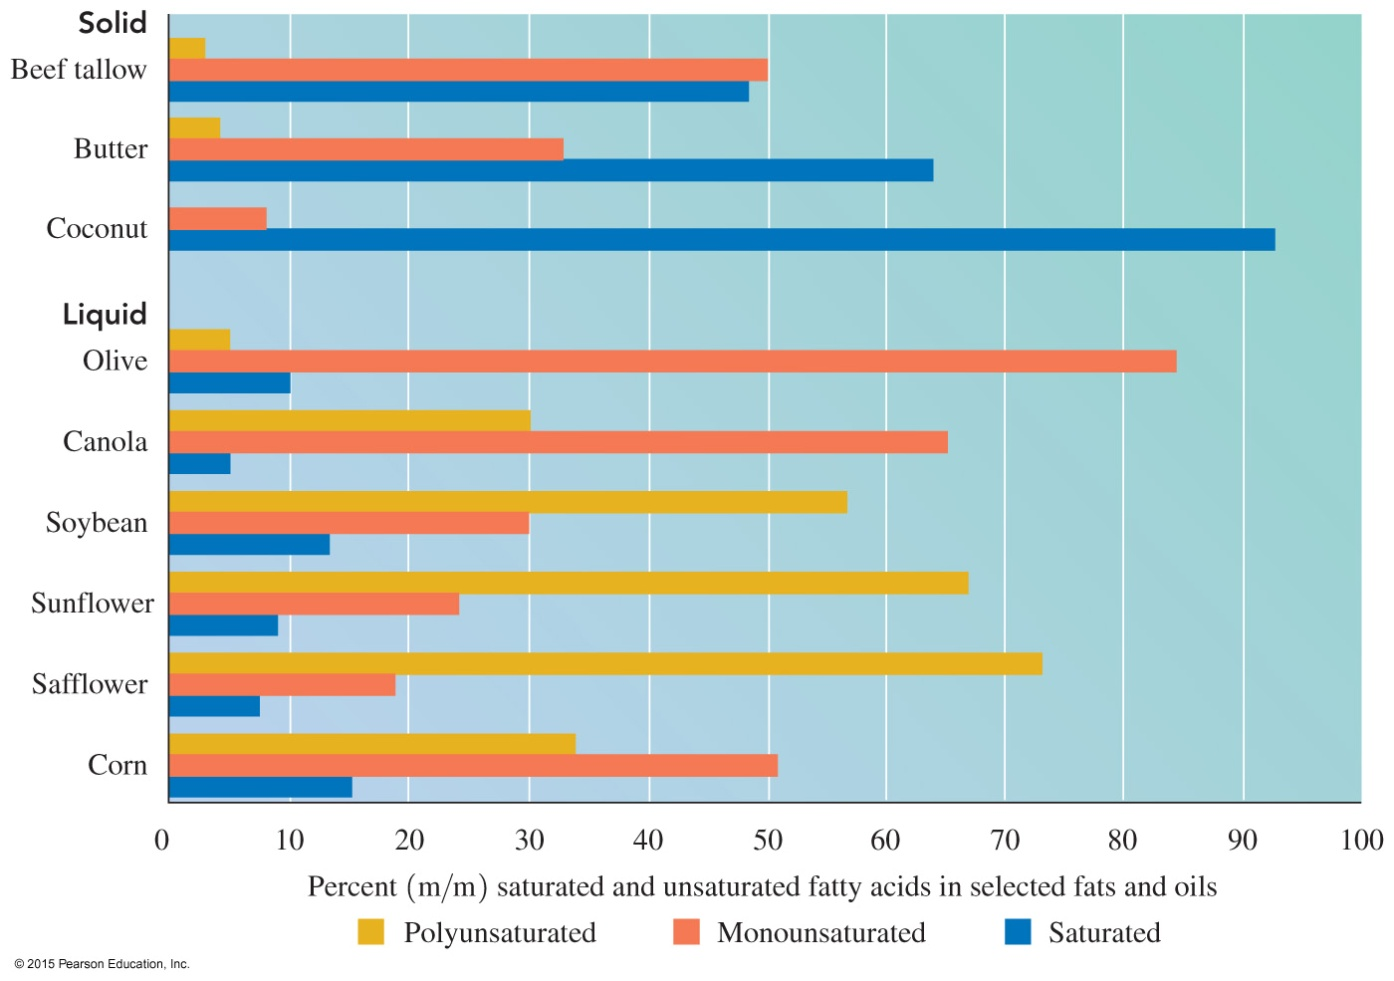 Solid
Beef tallow
Butter
Coconut
Liquid
Olive
Canola
Soybean
Sunflower
Safflower
Corn
0 10 20 30 40 50 60 70 80 90 100
Percent (m/m) saturated and unsaturated fatty acids in selected fats and oils
Polyunsaturated Monounsaturated Saturated
© 2015 Pearson Education, Inc.